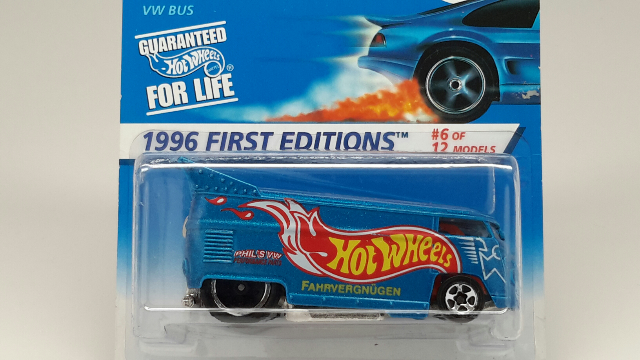 VW BUS
GUARANTEED
Hot Wheels
FOR LIFE
1996 FIRST EDITIONS™
#6 OF
12 MODELS
Hot Wheels
PHIL'S VW
FAHRVERGNÜGEN